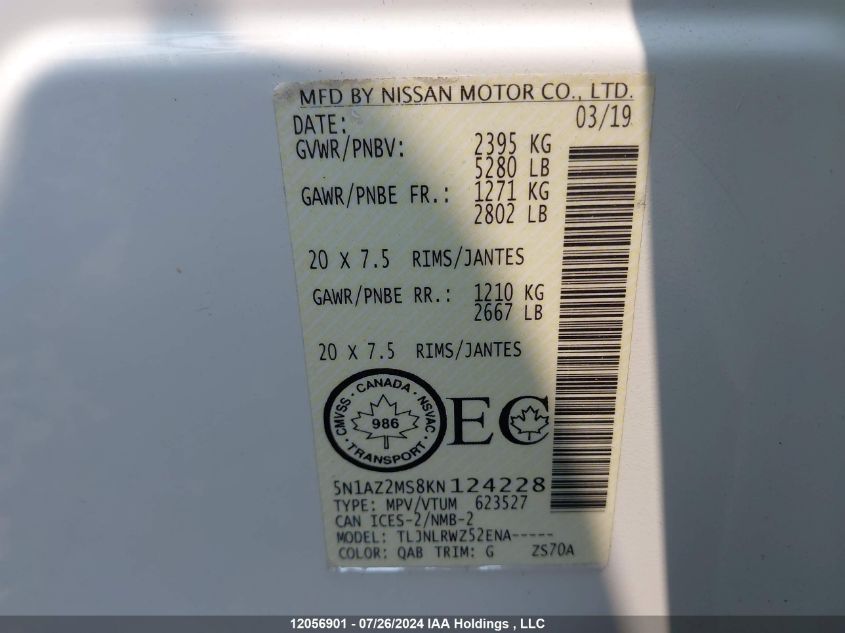 MFD BY NISSAN MOTOR CO., LTD.
DATE: 03/19
GVWR/PNBV: 2395 KG
5280 LB
GAWR/PNBE FR.: 1271 KG
2802 LB
20 X 7.5 RIMS/JANTES
GAWR/PNBE RR.: 1210 KG
2667 LB
20 X 7.5 RIMS/JANTES
CMVSS · CANADA · NSVAC · TRANSPORT ·
986
EC
5N1AZ2MS8KN124228
TYPE: MPV/VTUM 623527
CAN ICES-2/NMB-2
MODEL: TLJNLRWZ52ENA-----
COLOR: QAB TRIM: G ZS70A
12056901 - 07/26/2024 IAA Holdings , LLC